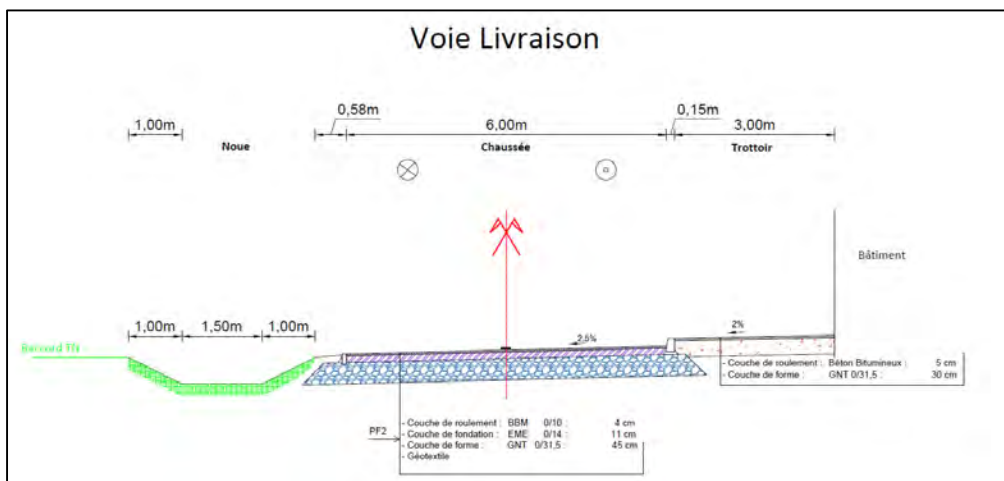 Voie Livraison
0,58m 0,15m
1,00m 6,00m 3,00m
Noue Chaussée Trottoir
Bâtiment
1,00m 1,50m 1,00m
2,5% 2%
Raccord TN
- Couche de roulement : Béton Bitumineux : 5 cm
- Couche de forme : GNT 0/31,5 : 30 cm
- Couche de roulement : BBM 0/10 : 4 cm
PF2 - Couche de fondation : EME 0/14 : 11 cm
- Couche de forme : GNT 0/31,5 : 45 cm
- Géotextile